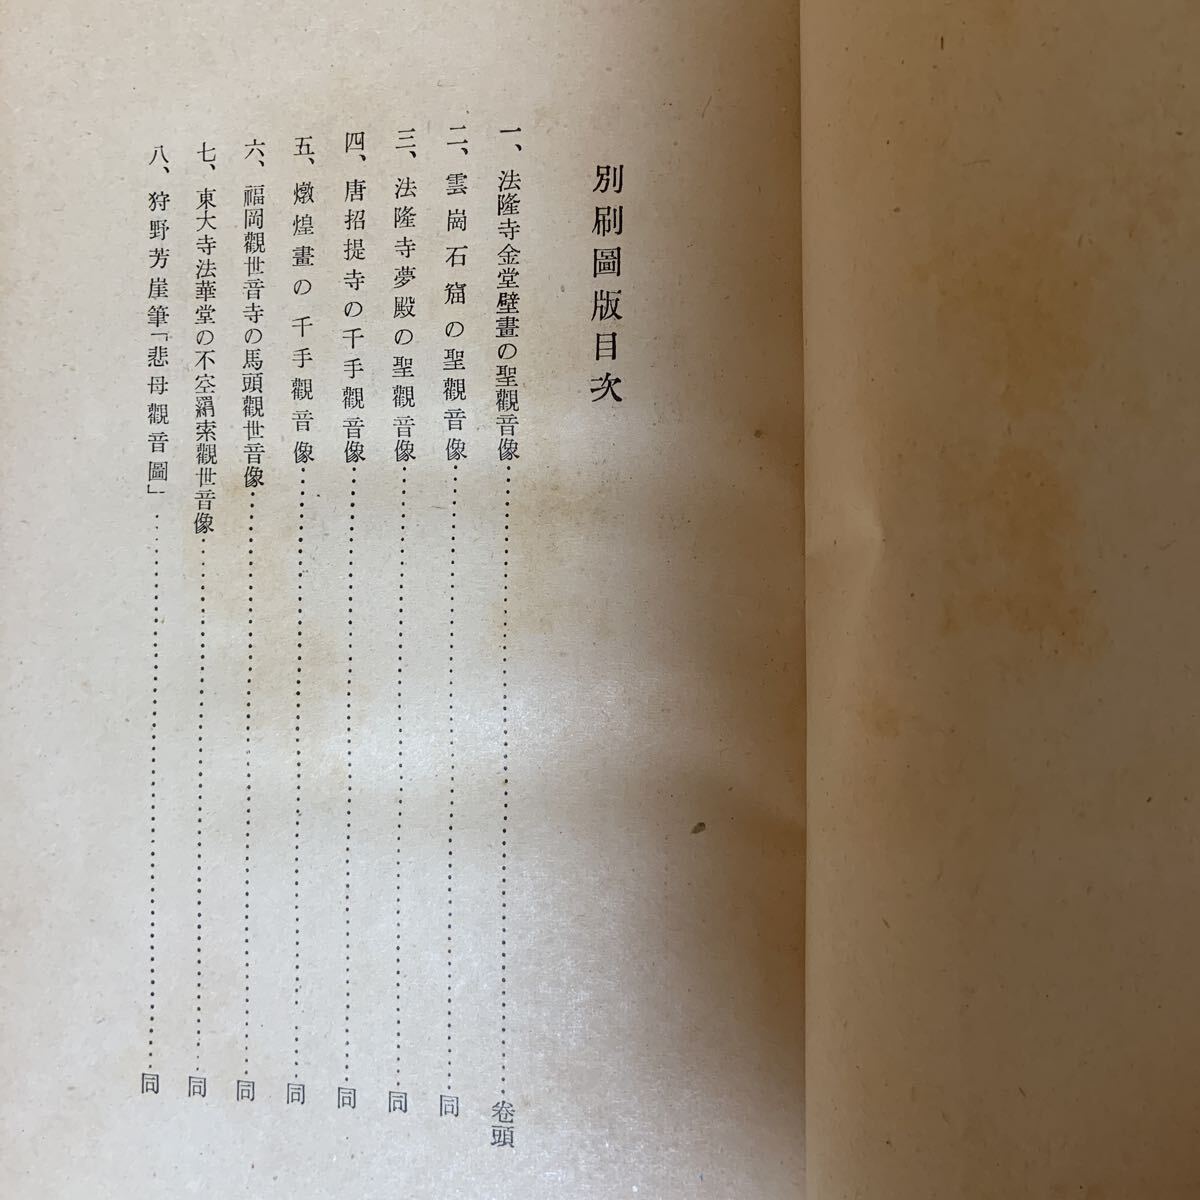 別刷圖版目次
一、法隆寺金堂壁畫の聖觀音像…………卷頭
二、雲崗石窟の聖觀音像…………同
三、法隆寺夢殿の聖觀音像…………同
四、唐招提寺の千手觀音像…………同
五、燉煌畫の千手觀音像…………同
六、福岡觀世音寺の馬頭觀世音像…………同
七、東大寺法華堂の不空羂索觀世音像…………同
八、狩野芳崖筆「悲母觀音圖」…………同